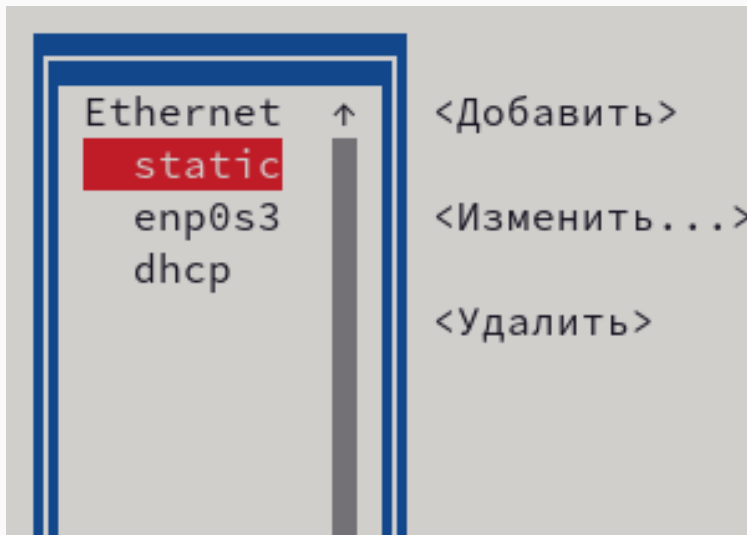 Ethernet ↑ <Добавить>
static
enp0s3 <Изменить...>
dhcp
<Удалить>